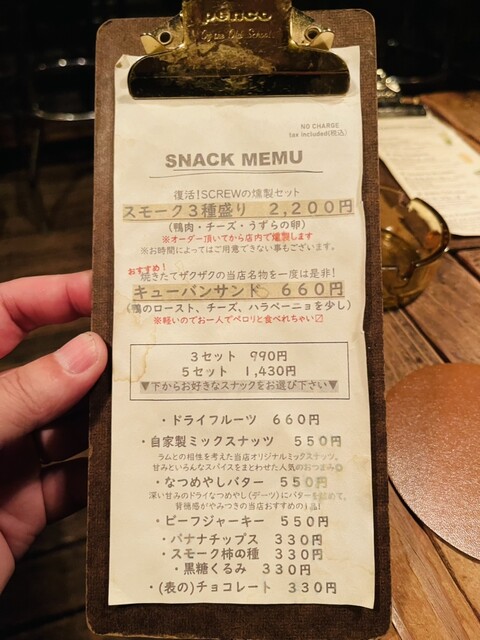 penco
NO CHARGE
tax included(税込)
SNACK MEMU
復活!SCREWの燻製セット
スモーク3種盛り 2,200円
(鴨肉・チーズ・うずらの卵)
※オーダー頂いてから店内で燻製します
※お時間によってはご用意できない事もございます。
おすすめ!
焼きたてザクザクの当店名物を一度は是非!
キューバンサンド 660円
(鴨のロースト、チーズ、ハラペーニョを少し)
※軽いのでお一人でペロリと食べれちゃい〼
3セット 990円
5セット 1,430円
▼下からお好きなスナックをお選び下さい▼
・ドライフルーツ 660円
・自家製ミックスナッツ 550円
ラムとの相性を考えた当店オリジナルミックスナッツ。
甘みといろんなスパイスをまとわせた人気のおつまみ
・なつめやしバター 550円
深い甘みのドライなつめやし(デーツ)にバターを
背徳感がやみつきの当店おすすめの1品!
・ビーフジャーキー 550円
・バナナチップス 330円
・スモーク柿の種 330円
・黒糖くるみ 330円
・(表の)チョコレート 330円